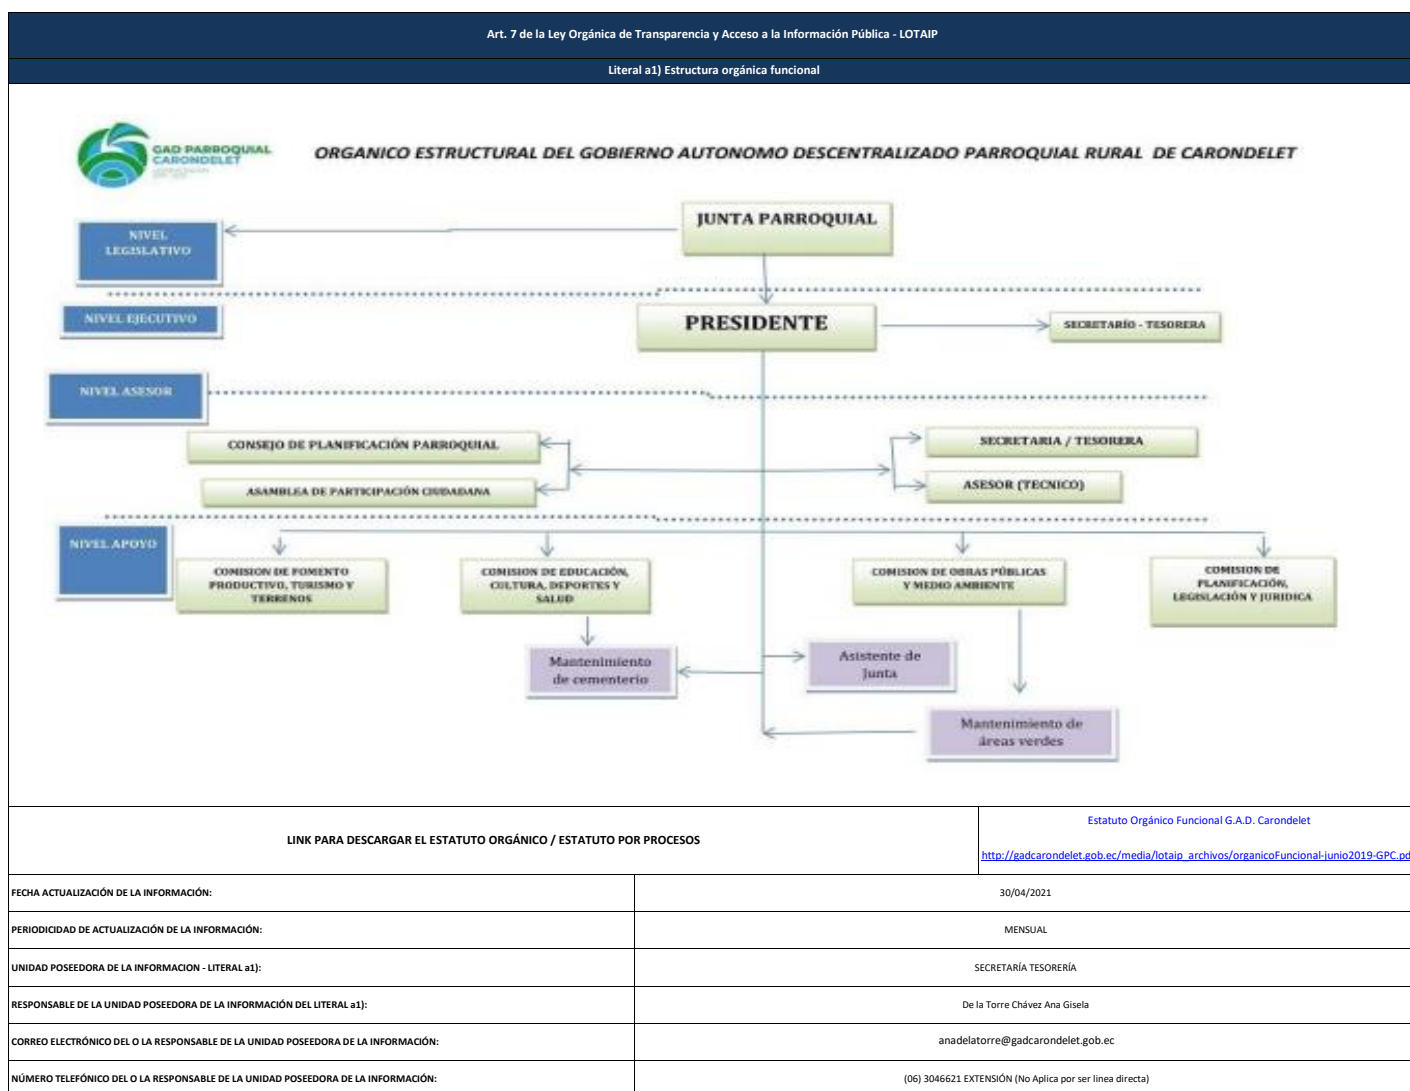 Art. 7 de la Ley Orgánica de Transparencia y Acceso a la Información Pública - LOTAIP
Literal a1) Estructura orgánica funcional
GAD PARROQUIAL
CARONDELET
ORGANICO ESTRUCTURAL DEL GOBIERNO AUTONOMO DESCENTRALIZADO PARROQUIAL RURAL DE CARONDELET
JUNTA PARROQUIAL
NIVEL
LEGISLATIVO
NIVEL EJECUTIVO
PRESIDENTE
SECRETARÍO - TESORERA
NIVEL ASESOR
CONSEJO DE PLANIFICACIÓN PARROQUIAL
SECRETARIA / TESORERA
ASAMBLEA DE PARTICIPACIÓN CIUDADANA
ASESOR (TECNICO)
NIVEL APOYO
COMISION DE FOMENTO
PRODUCTIVO, TURISMO Y
TERRENOS
COMISION DE EDUCACIÓN,
CULTURA, DEPORTES Y
SALUD
COMISION DE OBRAS PÚBLICAS
Y MEDIO AMBIENTE
COMISION DE
PLANIFICACIÓN,
LEGISLACIÓN Y JURIDICA
Mantenimiento
de cementerio
Asistente de
Junta
Mantenimiento de
áreas verdes
LINK PARA DESCARGAR EL ESTATUTO ORGÁNICO / ESTATUTO POR PROCESOS
Estatuto Orgánico Funcional G.A.D. Carondelet
http://gadcarondelet.gob.ec/media/lotaip_archivos/organicoFuncional-junio2019-GPC.pd
FECHA ACTUALIZACIÓN DE LA INFORMACIÓN:
30/04/2021
PERIODICIDAD DE ACTUALIZACIÓN DE LA INFORMACIÓN:
MENSUAL
UNIDAD POSEEDORA DE LA INFORMACION - LITERAL a1):
SECRETARÍA TESORERÍA
RESPONSABLE DE LA UNIDAD POSEEDORA DE LA INFORMACIÓN DEL LITERAL a1):
De la Torre Chávez Ana Gisela
CORREO ELECTRÓNICO DEL O LA RESPONSABLE DE LA UNIDAD POSEEDORA DE LA INFORMACIÓN:
anadelatorre@gadcarondelet.gob.ec
NÚMERO TELEFÓNICO DEL O LA RESPONSABLE DE LA UNIDAD POSEEDORA DE LA INFORMACIÓN:
(06) 3046621 EXTENSIÓN (No Aplica por ser linea directa)